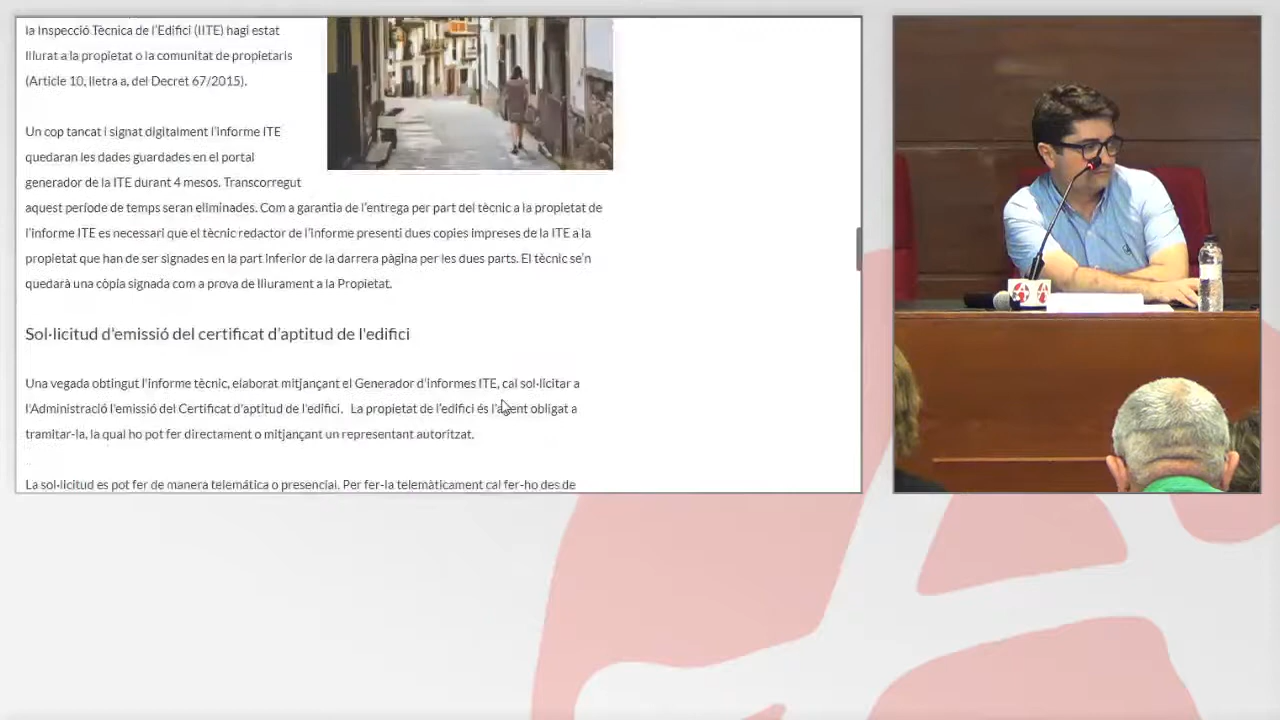 la Inspecció Tècnica de l'Edifici (IITE) hagi estat
lliurat a la propietat o la comunitat de propietaris
(Article 10, lletra a, del Decret 67/2015).
Un cop tancat i signat digitalment l'informe ITE
quedaran les dades guardades en el portal
generador de la ITE durant 4 mesos. Transcorregut
aquest període de temps seran eliminades. Com a garantia de l'entrega per part del tècnic a la propietat de
l'informe ITE es necessari que el tècnic redactor de l'informe presenti dues copies impreses de la ITE a la
propietat que han de ser signades en la part inferior de la darrera pàgina per les dues parts. El tècnic se'n
quedarà una còpia signada com a prova de lliurament a la Propietat.
Sol·licitud d'emissió del certificat d'aptitud de l'edifici
Una vegada obtingut l'informe tècnic, elaborat mitjançant el Generador d'informes ITE, cal sol·licitar a
l'Administració l'emissió del Certificat d'aptitud de l'edifici. La propietat de l'edifici és l'agent obligat a
tramitar-la, la qual ho pot fer directament o mitjançant un representant autoritzat.
La sol·licitud es pot fer de manera telemática o presencial. Per fer-la telemàticament cal fer-ho des de